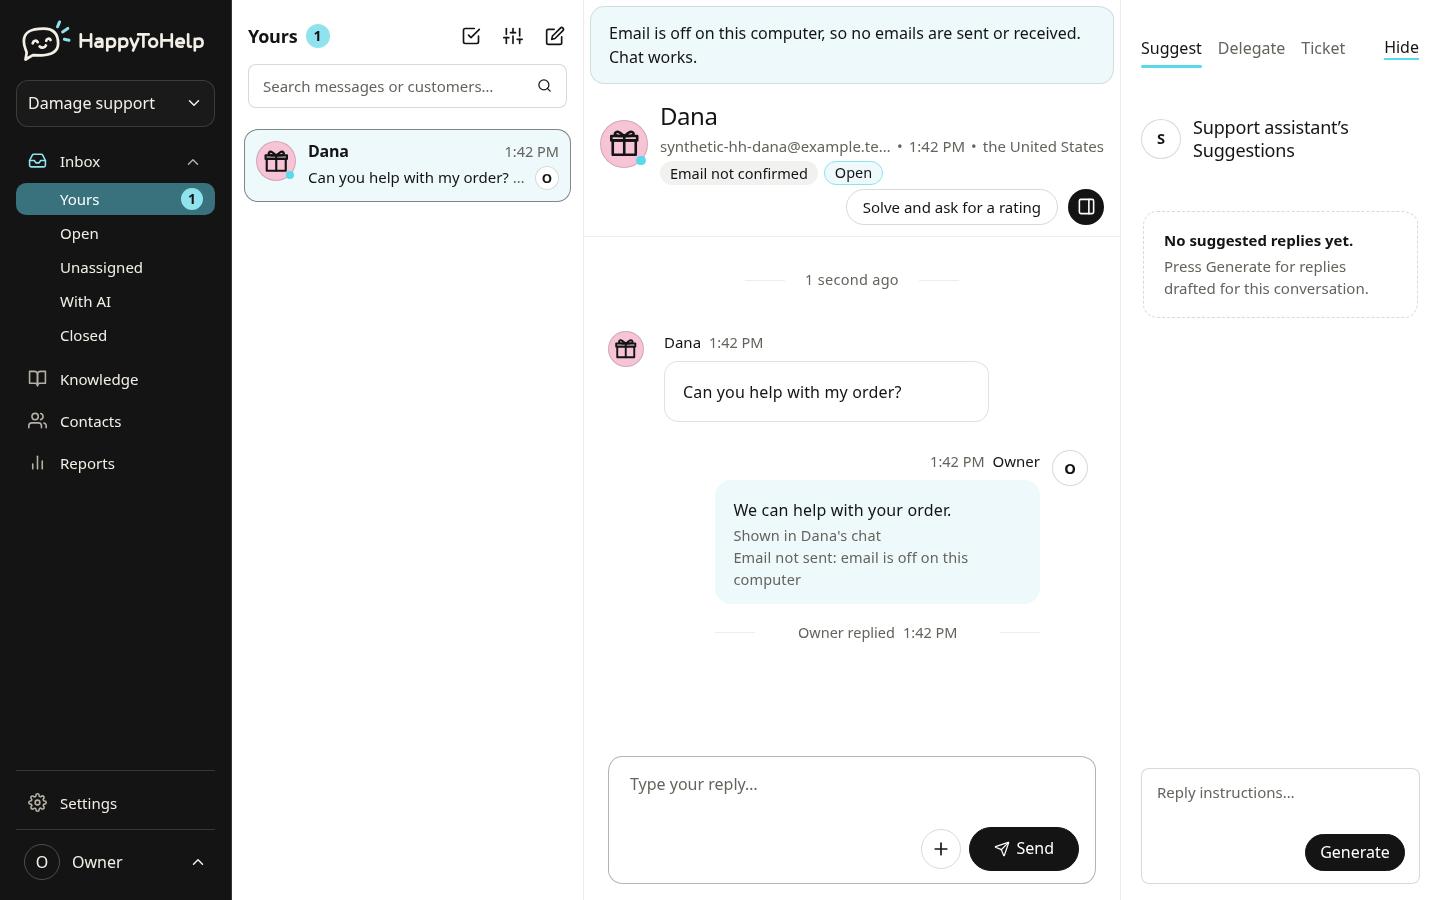 HappyToHelp
Damage support
Inbox
Yours 1
Open
Unassigned
With AI
Closed
Knowledge
Contacts
Reports
Settings
O Owner
Yours 1
Search messages or customers...
Dana 1:42 PM
Can you help with my order? ... O
Email is off on this computer, so no emails are sent or received.
Chat works.
Dana
synthetic-hh-dana@example.te... • 1:42 PM • the United States
Email not confirmed Open
Solve and ask for a rating
1 second ago
Dana 1:42 PM
Can you help with my order?
1:42 PM Owner O
We can help with your order.
Shown in Dana's chat
Email not sent: email is off on this
computer
Owner replied 1:42 PM
Type your reply...
Send
Suggest Delegate Ticket Hide
S Support assistant’s
Suggestions
No suggested replies yet.
Press Generate for replies
drafted for this conversation.
Reply instructions...
Generate